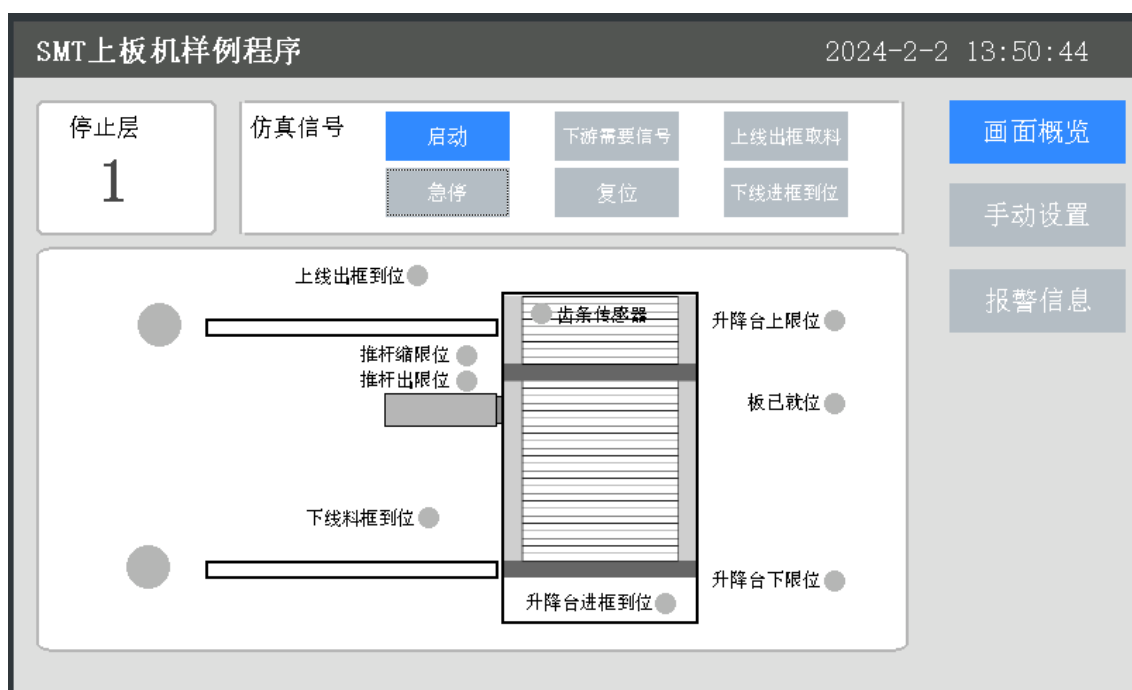 SMT上板机样例程序 2024-2-2 13:50:44
停止层
1
仿真信号
启动 下游需要信号 上线出框取料
急停 复位 下线进框到位
画面概览
手动设置
报警信息
上线出框到位
齿条传感器
升降台上限位
推杆缩限位
推杆出限位
板已就位
下线料框到位
升降台下限位
升降台进框到位